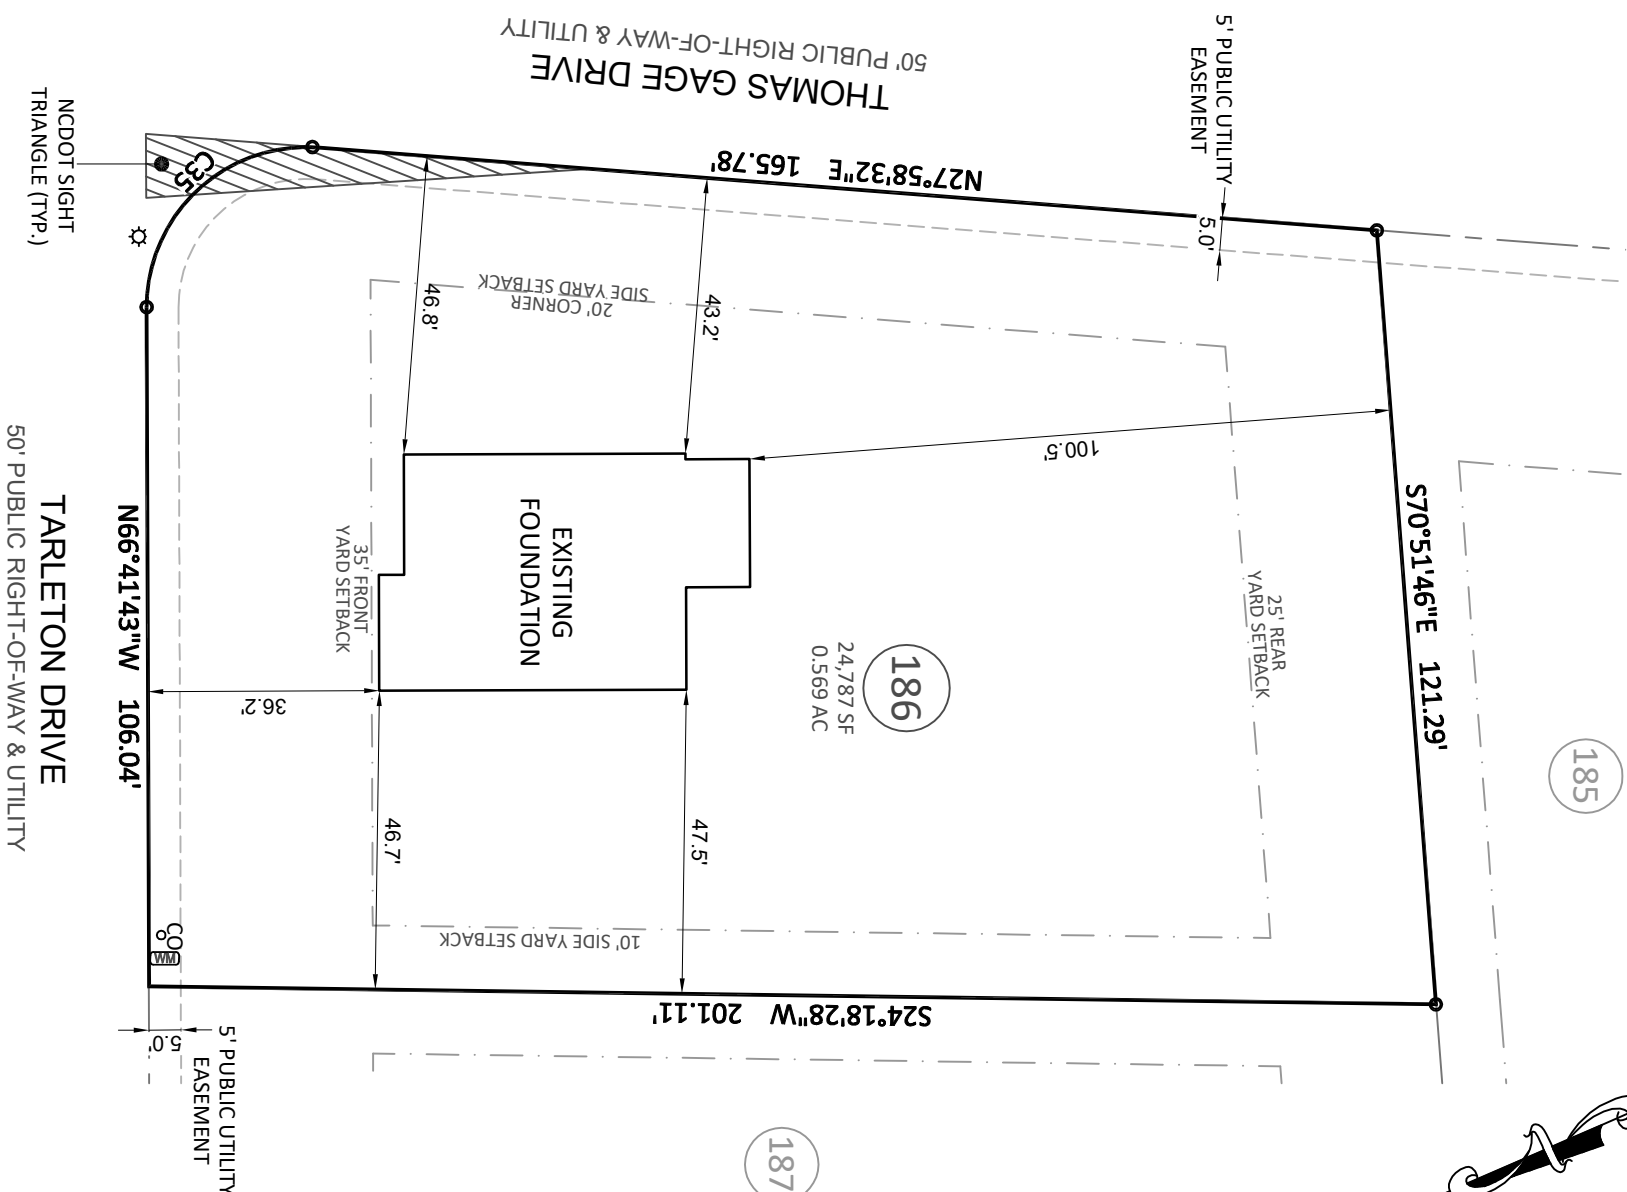 50' PUBLIC RIGHT-OF-WAY & UTILITY
THOMAS GAGE DRIVE
5' PUBLIC UTILITY
EASEMENT
NCDOT SIGHT
TRIANGLE (TYP.)
C35
N27°58'32"E 165.78'
5.0'
20' CORNER
SIDE YARD SETBACK
46.8'
43.2'
100.5'
S70°51'46"E 121.29'
TARLETON DRIVE
50' PUBLIC RIGHT-OF-WAY & UTILITY
N66°41'43"W 106.04'
35' FRONT
YARD SETBACK
EXISTING
FOUNDATION
25' REAR
YARD SETBACK
186
24,787 SF
0.569 AC
185
36.2'
46.7'
47.5'
10' SIDE YARD SETBACK
CO
WM
S24°18'28"W 201.11'
5.0'
5' PUBLIC UTILITY
EASEMENT
187
N